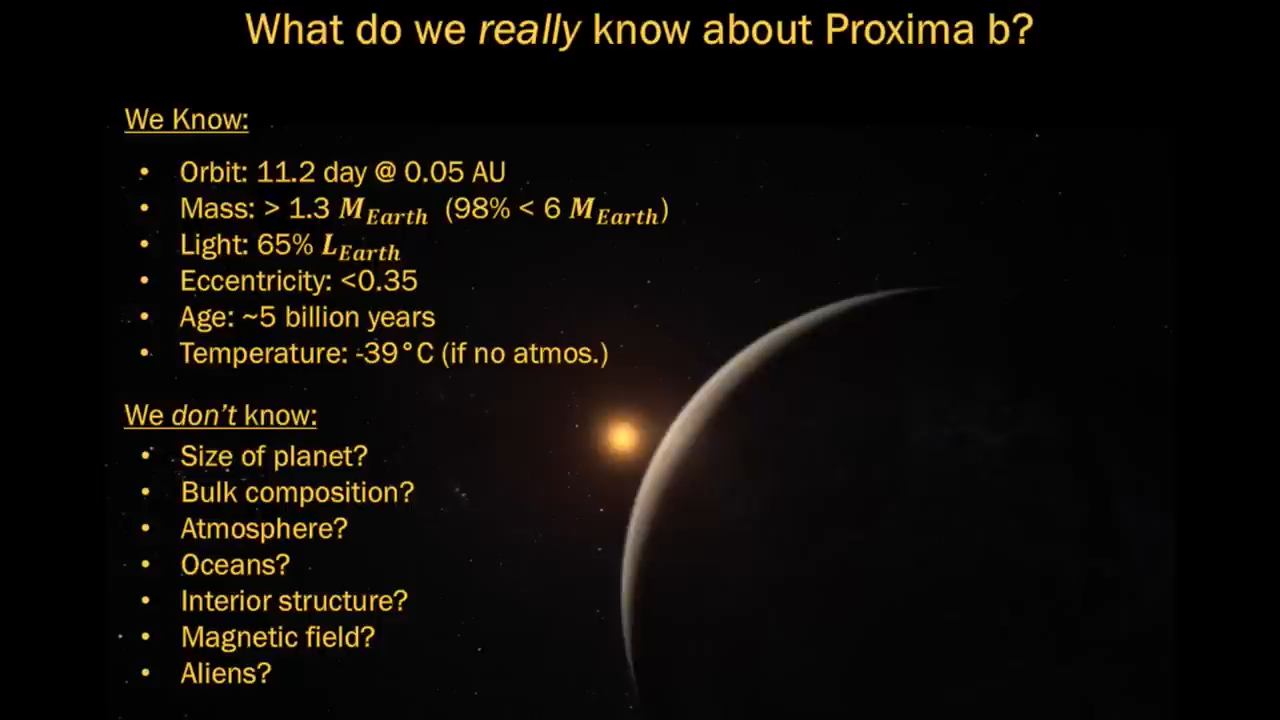 What do we really know about Proxima b?
We Know:
• Orbit: 11.2 day @ 0.05 AU
• Mass: > 1.3 M_Earth (98% < 6 M_Earth)
• Light: 65% L_Earth
• Eccentricity: <0.35
• Age: ~5 billion years
• Temperature: -39°C (if no atmos.)
We don't know:
• Size of planet?
• Bulk composition?
• Atmosphere?
• Oceans?
• Interior structure?
• Magnetic field?
• Aliens?